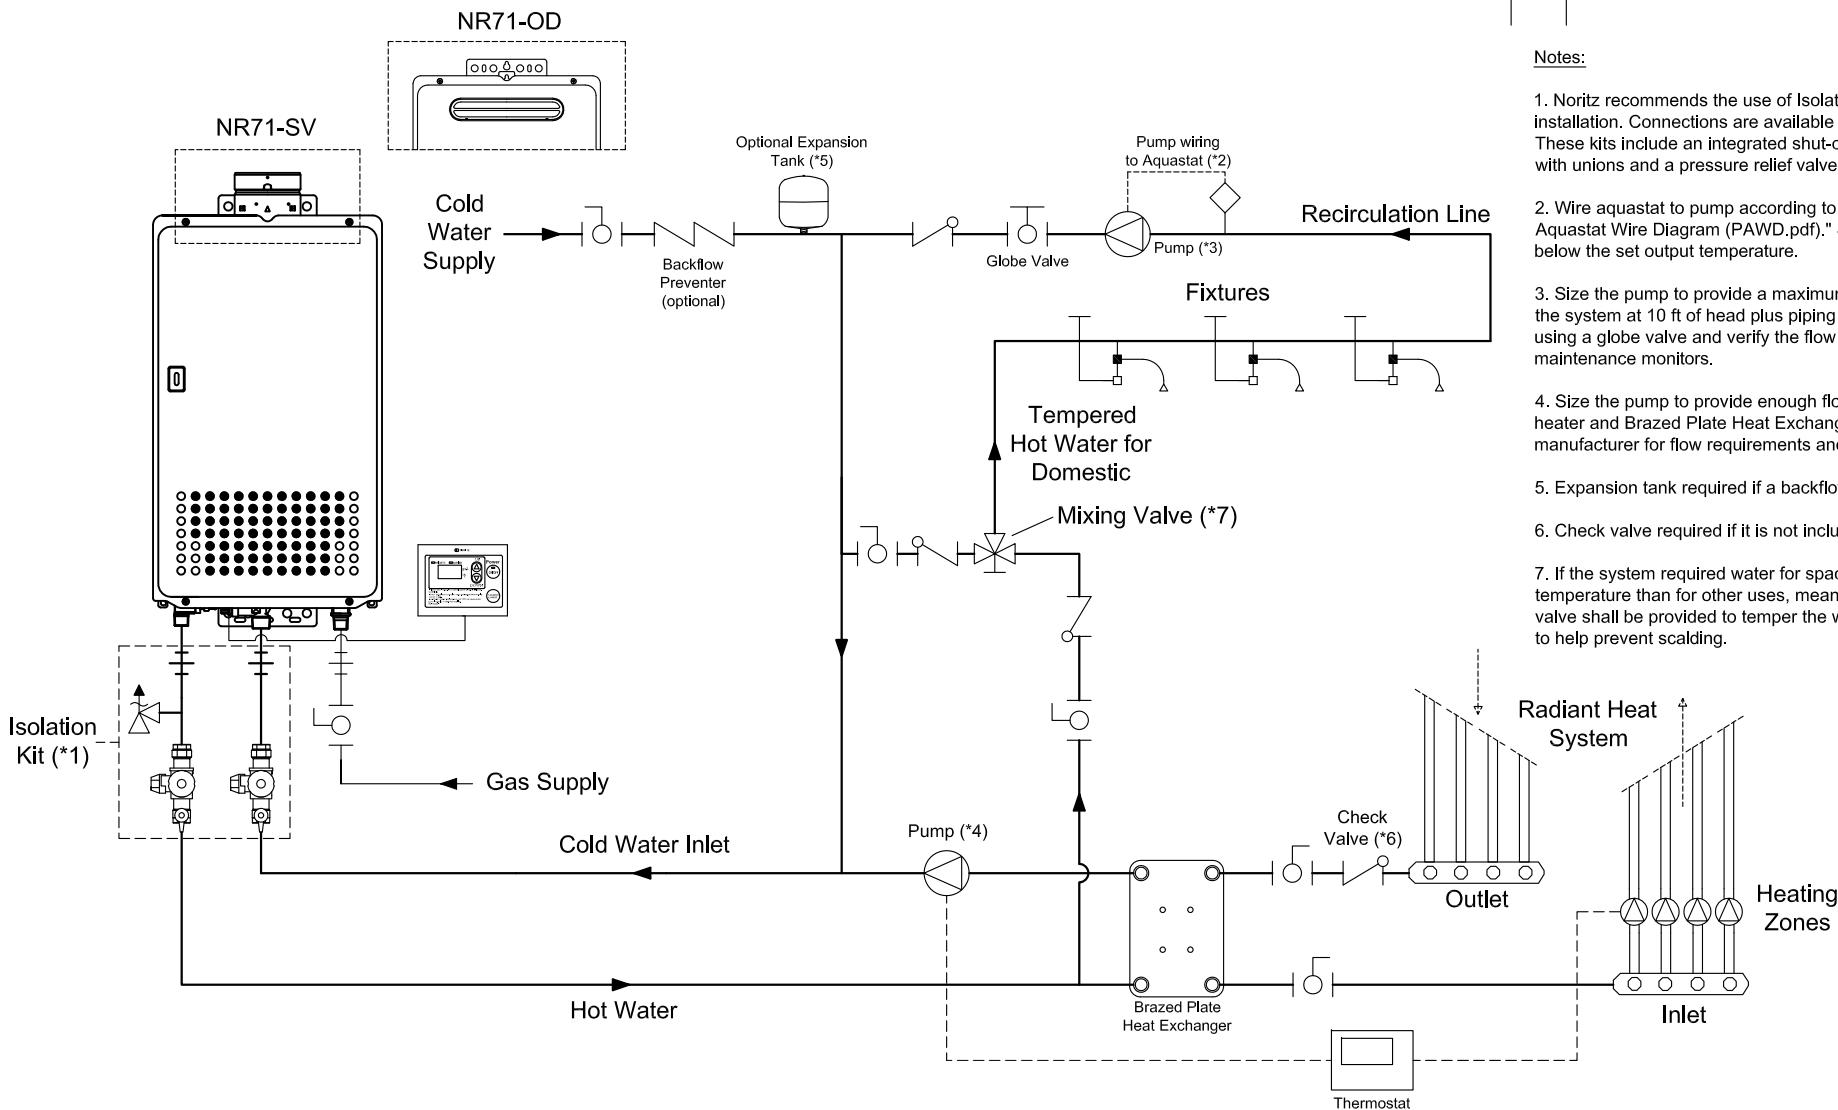 NR71-OD
NR71-SV
Optional Expansion
Tank (*5)
Pump wiring
to Aquastat (*2)
Cold
Water
Supply
Backflow
Preventer
(optional)
Globe Valve
Pump (*3)
Recirculation Line
Fixtures
Tempered
Hot Water for
Domestic
Mixing Valve (*7)
Isolation
Kit (*1)
Gas Supply
Cold Water Inlet
Pump (*4)
Check
Valve (*6)
Radiant Heat
System
Outlet
Heating
Zones
Hot Water
Brazed Plate
Heat Exchanger
Inlet
Thermostat
Notes:
1. Noritz recommends the use of Isolat
installation. Connections are available
These kits include an integrated shut-o
with unions and a pressure relief valve
2. Wire aquastat to pump according to
Aquastat Wire Diagram (PAWD.pdf)."
below the set output temperature.
3. Size the pump to provide a maximur
the system at 10 ft of head plus piping
using a globe valve and verify the flow
maintenance monitors.
4. Size the pump to provide enough flo
heater and Brazed Plate Heat Exchang
manufacturer for flow requirements and
5. Expansion tank required if a backflo
6. Check valve required if it is not inclu
7. If the system required water for spac
temperature than for other uses, mean
valve shall be provided to temper the w
to help prevent scalding.